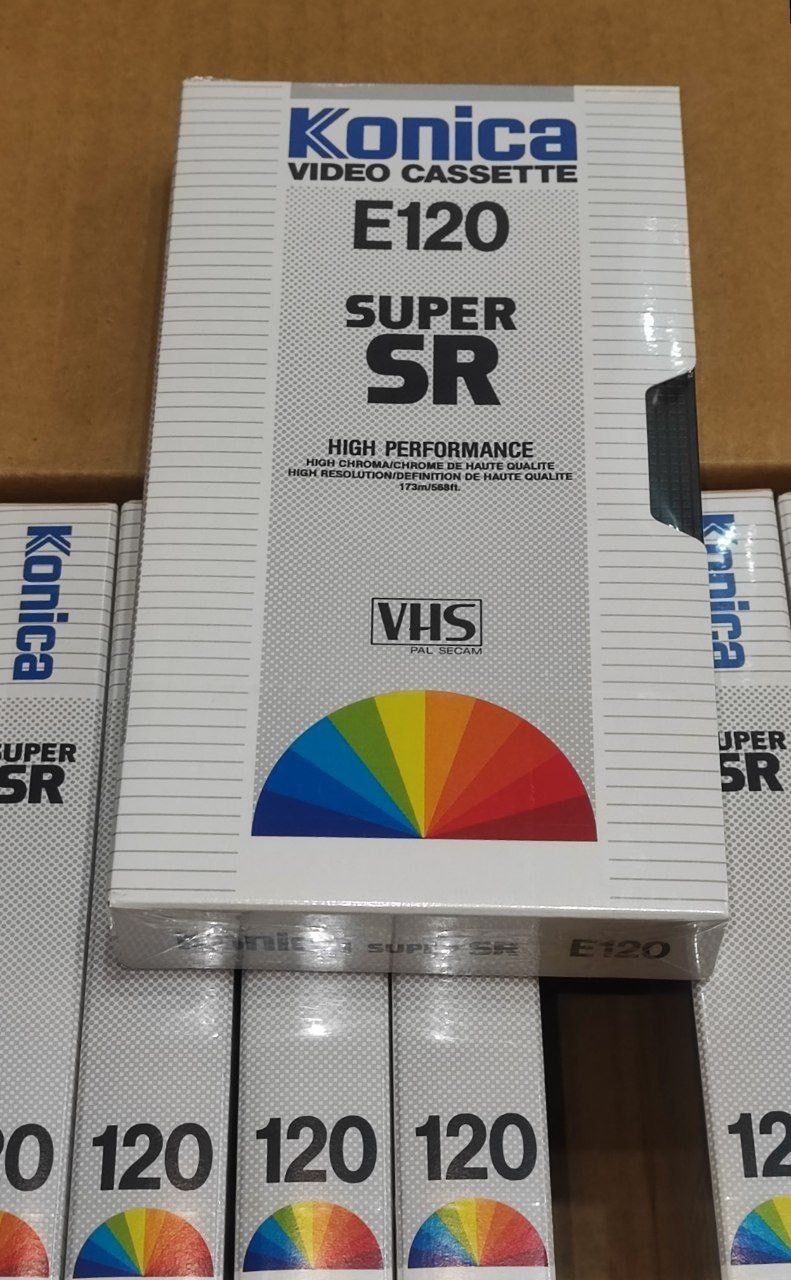 Konica
VIDEO CASSETTE
E120
SUPER
SR
HIGH PERFORMANCE
HIGH CHROMA/CHROME DE HAUTE QUALITE
HIGH RESOLUTION/DEFINITION DE HAUTE QUALITE
173m/568ft.
VHS
PAL SECAM
Konica SUPER SR E120
Konica
SUPER
SR
120
120
120
Konica
SUPER
SR